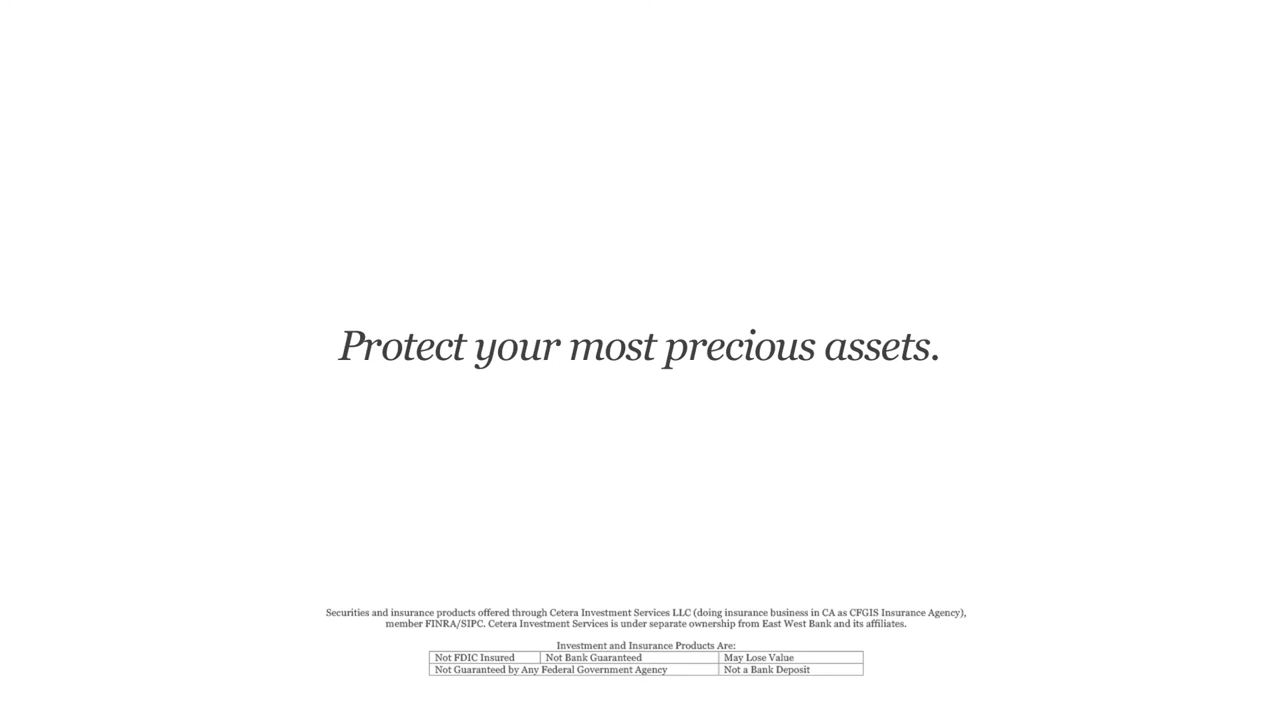 Protect your most precious assets.
Securities and insurance products offered through Cetera Investment Services LLC (doing insurance business in CA as CFGIS Insurance Agency),
member FINRA/SIPC. Cetera Investment Services is under separate ownership from East West Bank and its affiliates.
Investment and Insurance Products Are:
Not FDIC Insured Not Bank Guaranteed May Lose Value
Not Guaranteed by Any Federal Government Agency Not a Bank Deposit